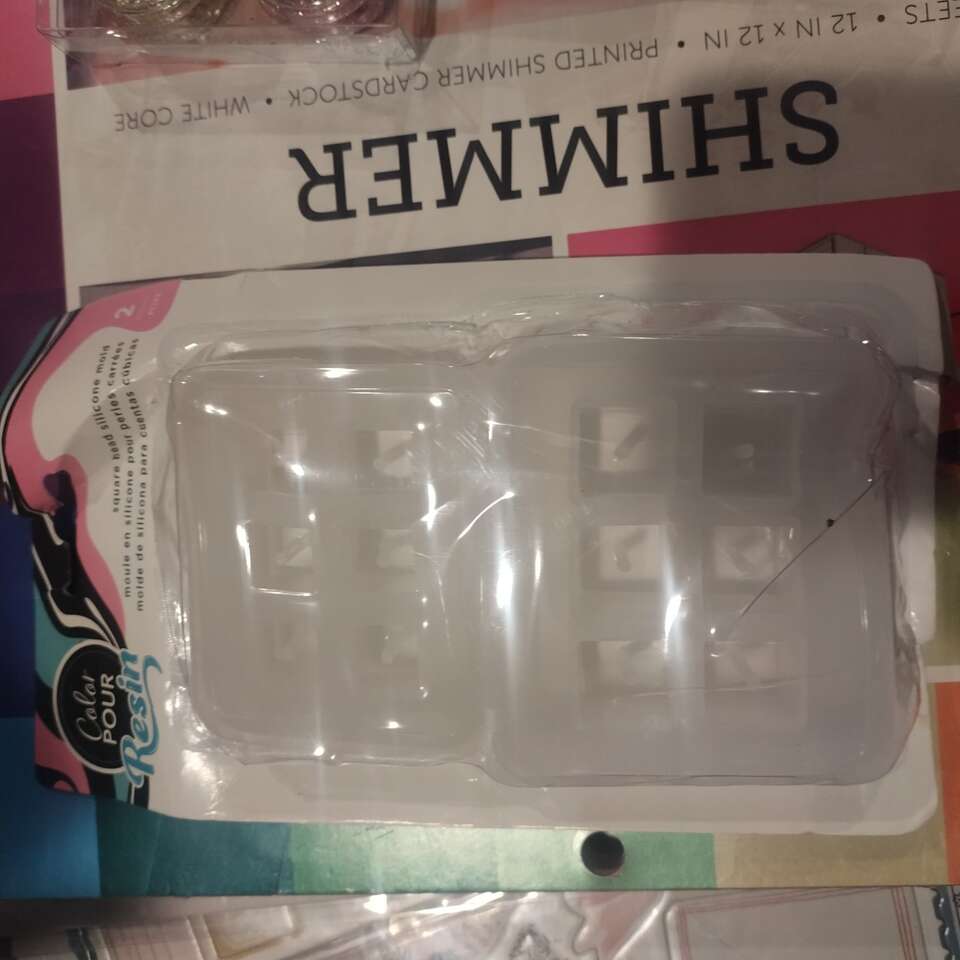 SHIMMER
EETS • 12 IN x 12 IN • PRINTED SHIMMER CARDSTOCK • WHITE CORE
2
square bead silicone mold
moule en silicone pour perles carrées
molde de silicona para cuentas cúbicas
Color
POUR
Resin